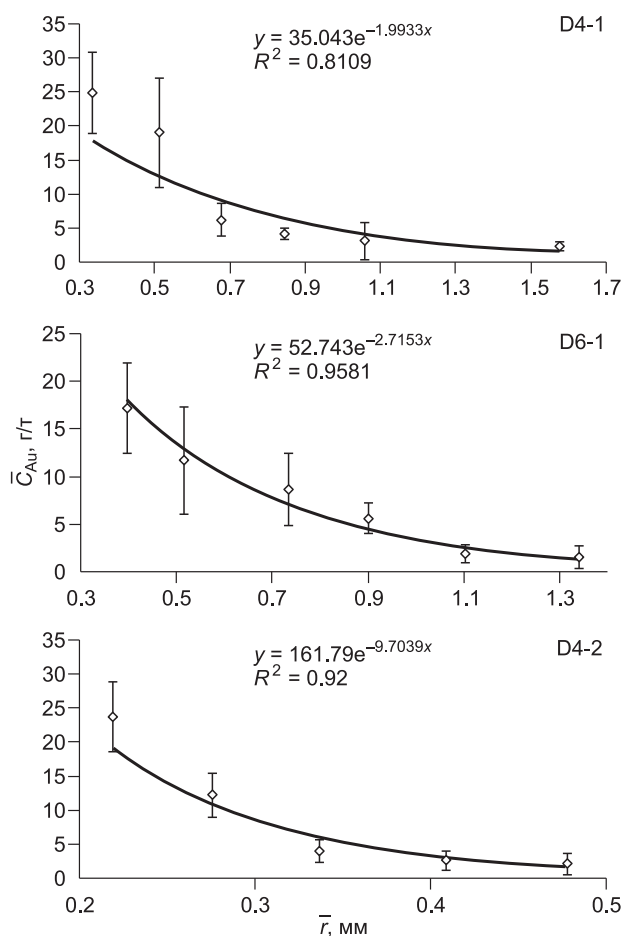 D4-1
y = 35.043e^–1.9933x
R² = 0.8109
35
30
25
20
15
10
5
0
0.3 0.5 0.7 0.9 1.1 1.3 1.5 1.7
D6-1
y = 52.743e^–2.7153x
R² = 0.9581
C̅Au, г/т
25
20
15
10
5
0
0.3 0.5 0.7 0.9 1.1 1.3
D4-2
y = 161.79e^–9.7039x
R² = 0.92
35
30
25
20
15
10
5
0
0.2 0.3 0.4 0.5
r̅, мм